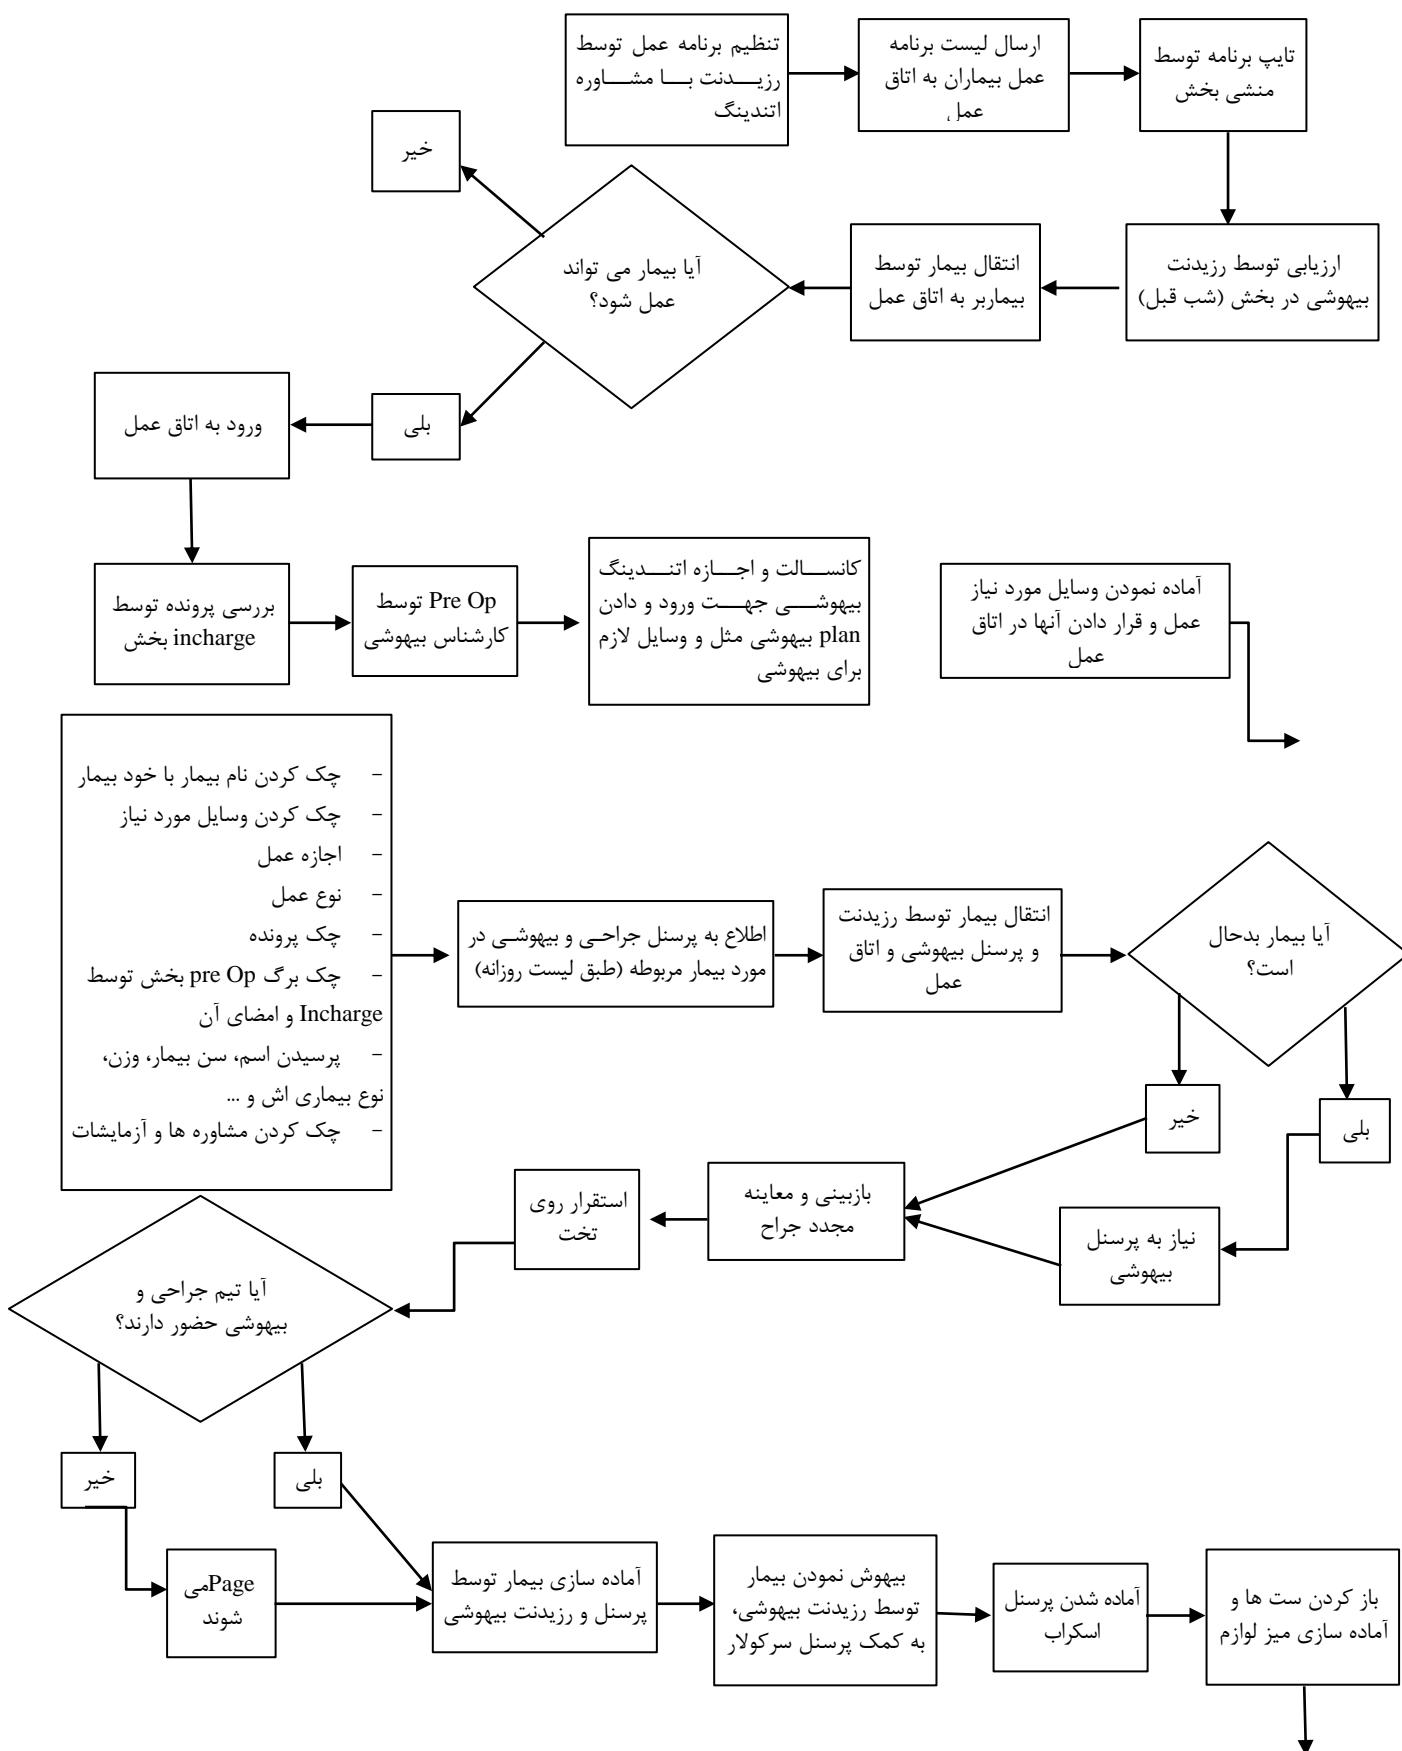 تنظیم برنامه عمل توسط
رزیدنت با مشاوره
اتندینگ
ارسال لیست برنامه
عمل بیماران به اتاق
عمل
تایپ برنامه توسط
منشی بخش
خیر
آیا بیمار می تواند
عمل شود؟
انتقال بیمار توسط
بیماربر به اتاق عمل
ارزیابی توسط رزیدنت
بیهوشی در بخش (شب قبل)
بلی
ورود به اتاق عمل
بررسی پرونده توسط
incharge بخش
Pre Op توسط
کارشناس بیهوشی
کانسالت و اجازه اتندینگ
بیهوشی جهت ورود و دادن
plan بیهوشی مثل و وسایل لازم
برای بیهوشی
آماده نمودن وسایل مورد نیاز
عمل و قرار دادن آنها در اتاق
عمل
- چک کردن نام بیمار با خود بیمار
- چک کردن وسایل مورد نیاز
- اجازه عمل
- نوع عمل
- چک پرونده
- چک برگ pre Op بخش توسط
Incharge و امضای آن
- پرسیدن اسم، سن بیمار، وزن،
نوع بیماری اش و ...
- چک کردن مشاوره ها و آزمایشات
اطلاع به پرسنل جراحی و بیهوشی در
مورد بیمار مربوطه (طبق لیست روزانه)
انتقال بیمار توسط رزیدنت
و پرسنل بیهوشی و اتاق
عمل
آیا بیمار بدحال
است؟
خیر
بلی
نیاز به پرسنل
بیهوشی
بازبینی و معاینه
مجدد جراح
استقرار روی
تخت
آیا تیم جراحی و
بیهوشی حضور دارند؟
خیر
بلی
Pageمی
شوند
آماده سازی بیمار توسط
پرسنل و رزیدنت بیهوشی
بیهوش نمودن بیمار
توسط رزیدنت بیهوشی،
به کمک پرسنل سرکولار
آماده شدن پرسنل
اسکراب
باز کردن ست ها و
آماده سازی میز لوازم